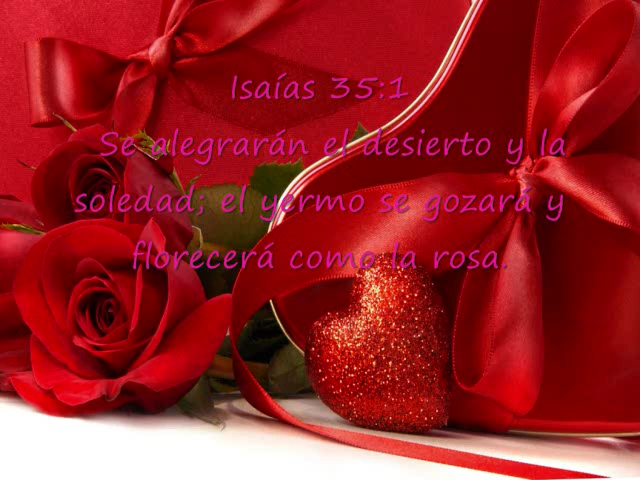 Isaías 35:1
Se alegrarán el desierto y la
soledad; el yermo se gozará y
florecerá como la rosa.